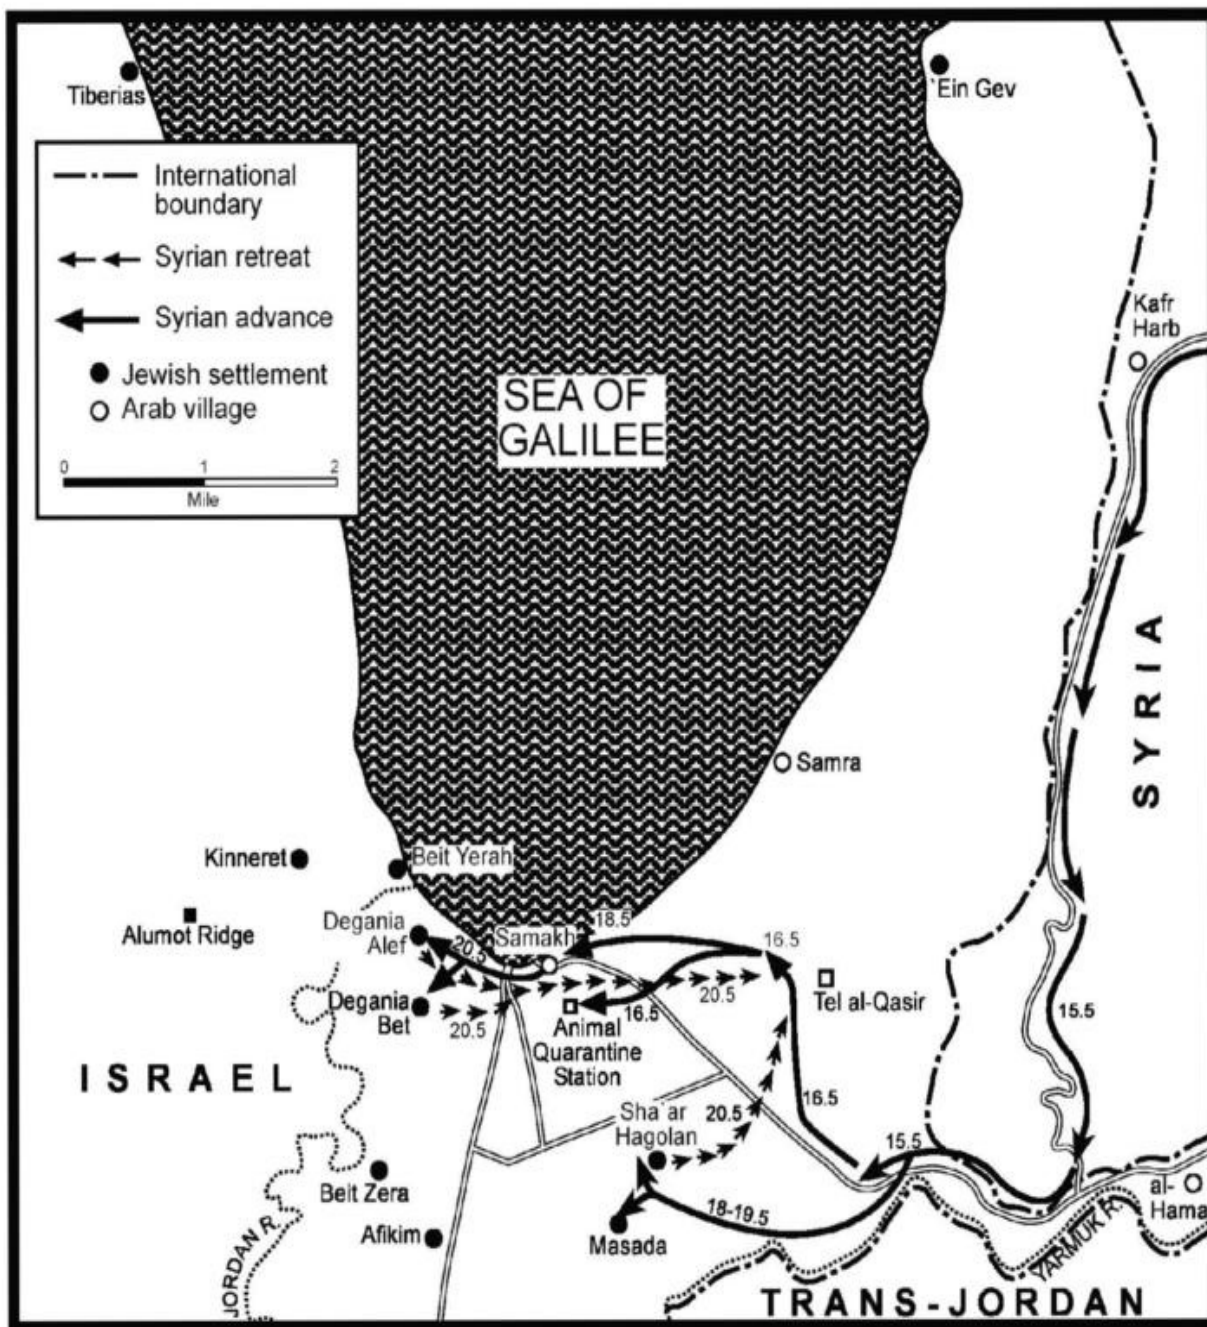 Tiberias
`Ein Gev
International
boundary
Syrian retreat
Syrian advance
Jewish settlement
Arab village
0 1 2
Mile
Kafr
Harb
SEA OF
GALILEE
SYRIA
Samra
Kinneret
Beit Yerah
Alumot Ridge
Degania
Alef
20.5
Samakh
18.5
16.5
Tel al-Qasir
Degania
Bet
20.5
16.5
20.5
Animal
Quarantine
Station
15.5
ISRAEL
Sha`ar
Hagolan
20.5
16.5
15.5
Beit Zera
18-19.5
al-
Hama
Afikim
Masada
JORDAN R.
YARMUK R.
TRANS-JORDAN